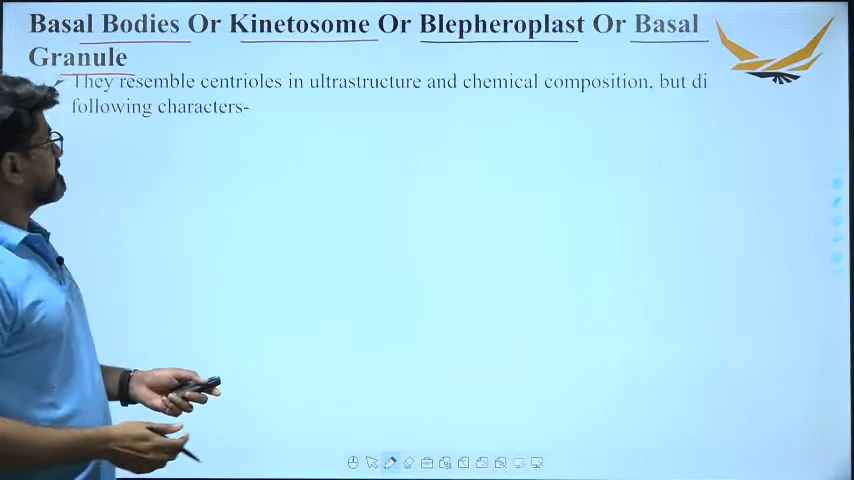 Basal Bodies Or Kinetosome Or Blepheroplast Or Basal
Granule
They resemble centrioles in ultrastructure and chemical composition, but di
following characters-